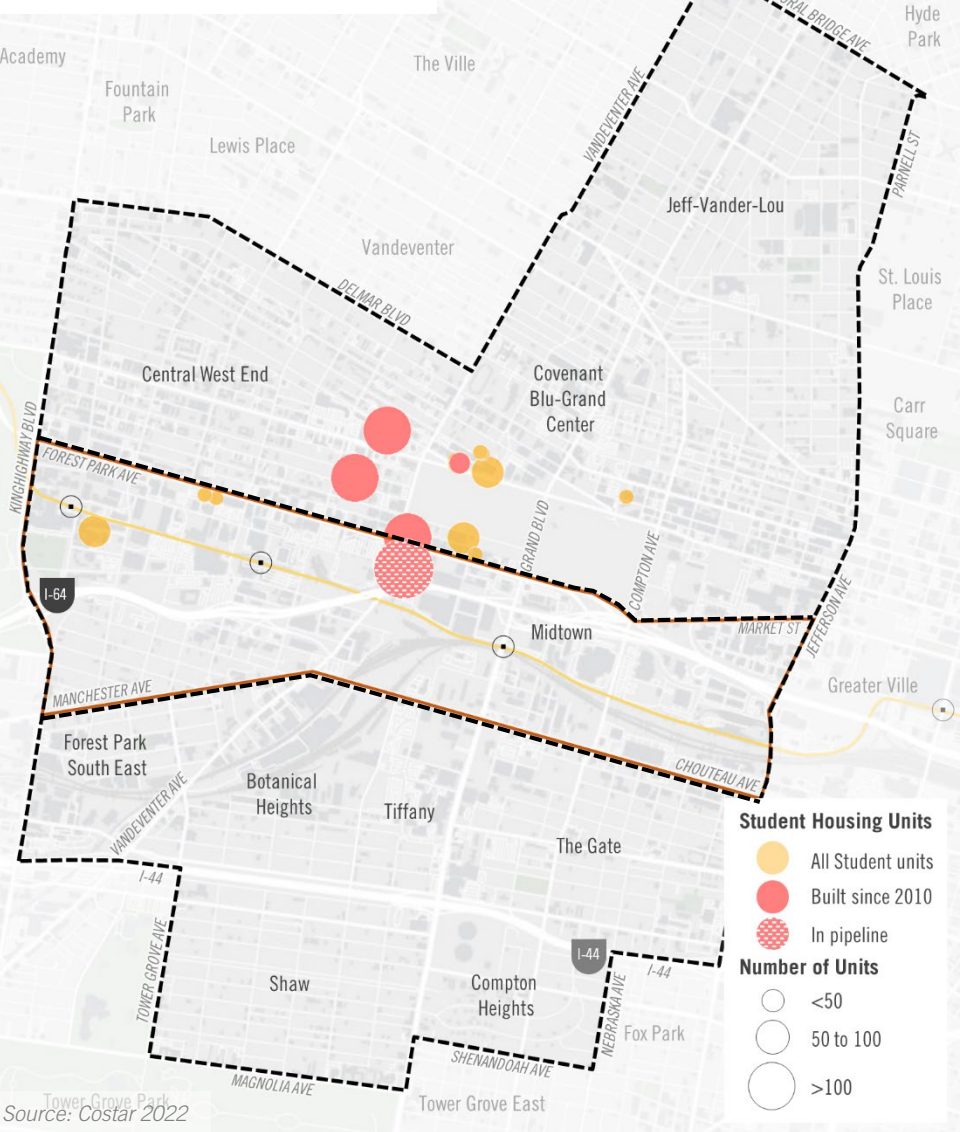 Hyde
Park
RAL BRIDGE AVE
Academy
The Ville
Fountain
Park
VANDEVENTER AVE
Lewis Place
PARNELL ST
Jeff-Vander-Lou
Vandeventer
St. Louis
Place
DELMAR BLVD
Central West End
Covenant
Blu-Grand
Center
Carr
Square
KINGHIGHWAY BLVD
FOREST PARK AVE
GRAND BLVD
COMPTON AVE
I-64
JEFFERSON AVE
Midtown
MARKET ST
MANCHESTER AVE
Greater Ville
Forest Park
South East
CHOUTEAU AVE
Botanical
Heights
Tiffany
VANDEVENTER AVE
The Gate
I-44
TOWER GROVE AVE
I-44
I-44
Shaw
Compton
Heights
NEBRASKA AVE
Fox Park
SHENANDOAH AVE
MAGNOLIA AVE
Tower Grove Park
Tower Grove East
Source: Costar 2022
Student Housing Units
All Student units
Built since 2010
In pipeline
Number of Units
<50
50 to 100
>100